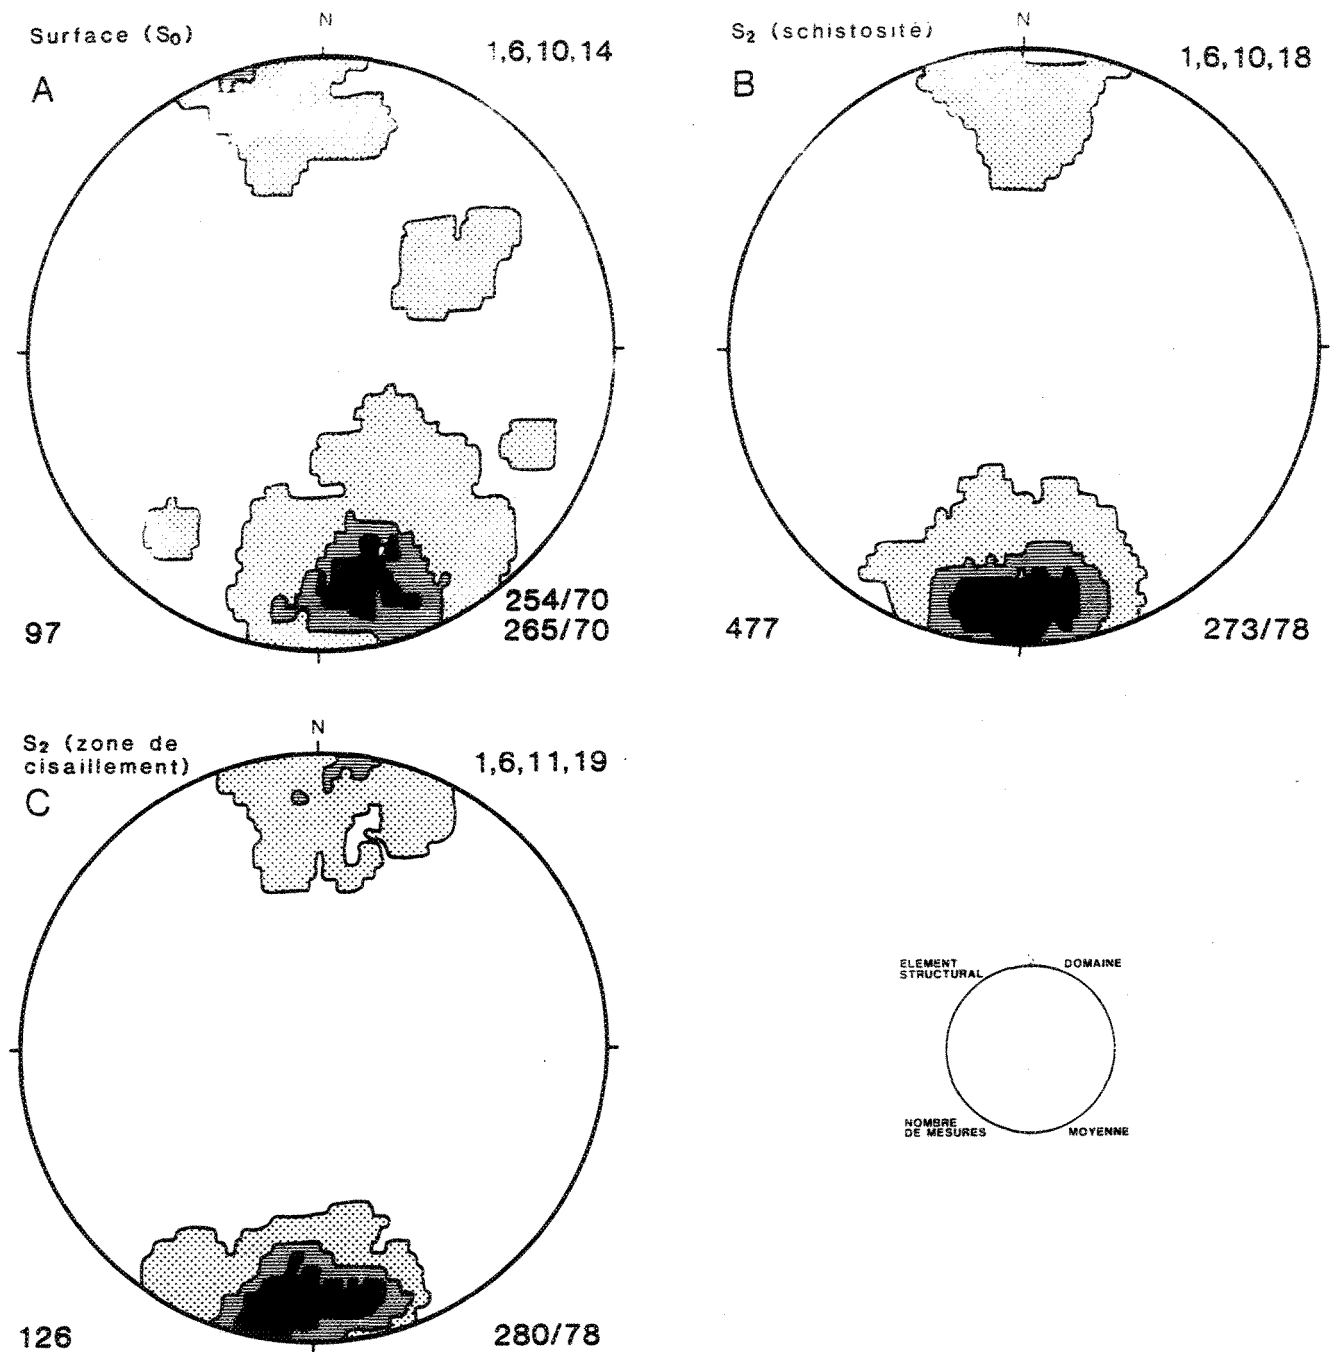 Surface (S₀)
N
1,6,10,14
A
97
254/70
265/70
S₂ (schistosité)
N
1,6,10,18
B
477
273/78
S₂ (zone de
cisaillement)
N
1,6,11,19
C
126
280/78
ELEMENT
STRUCTURAL
DOMAINE
NOMBRE
DE MESURES
MOYENNE